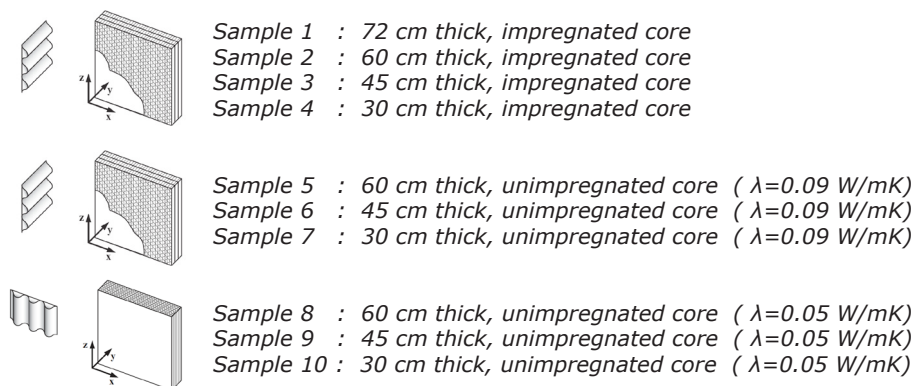 Sample 1 : 72 cm thick, impregnated core
Sample 2 : 60 cm thick, impregnated core
Sample 3 : 45 cm thick, impregnated core
Sample 4 : 30 cm thick, impregnated core
z y x
Sample 5 : 60 cm thick, unimpregnated core ( λ=0.09 W/mK)
Sample 6 : 45 cm thick, unimpregnated core ( λ=0.09 W/mK)
Sample 7 : 30 cm thick, unimpregnated core ( λ=0.09 W/mK)
z y x
Sample 8 : 60 cm thick, unimpregnated core ( λ=0.05 W/mK)
Sample 9 : 45 cm thick, unimpregnated core ( λ=0.05 W/mK)
Sample 10 : 30 cm thick, unimpregnated core ( λ=0.05 W/mK)
z y x